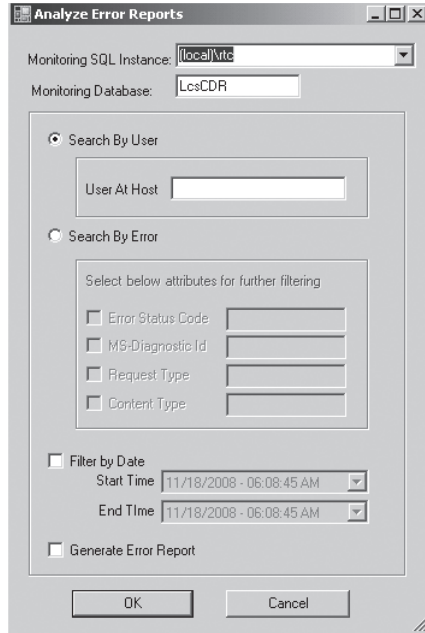 Analyze Error Reports
Monitoring SQL Instance: (local)\rtc
Monitoring Database: LcsCDR
Search By User
User At Host
Search By Error
Select below attributes for further filtering
Error Status Code
MS-Diagnostic Id
Request Type
Content Type
Filter by Date
Start Time 11/18/2008 - 06:08:45 AM
End TIme 11/18/2008 - 06:08:45 AM
Generate Error Report
OK Cancel